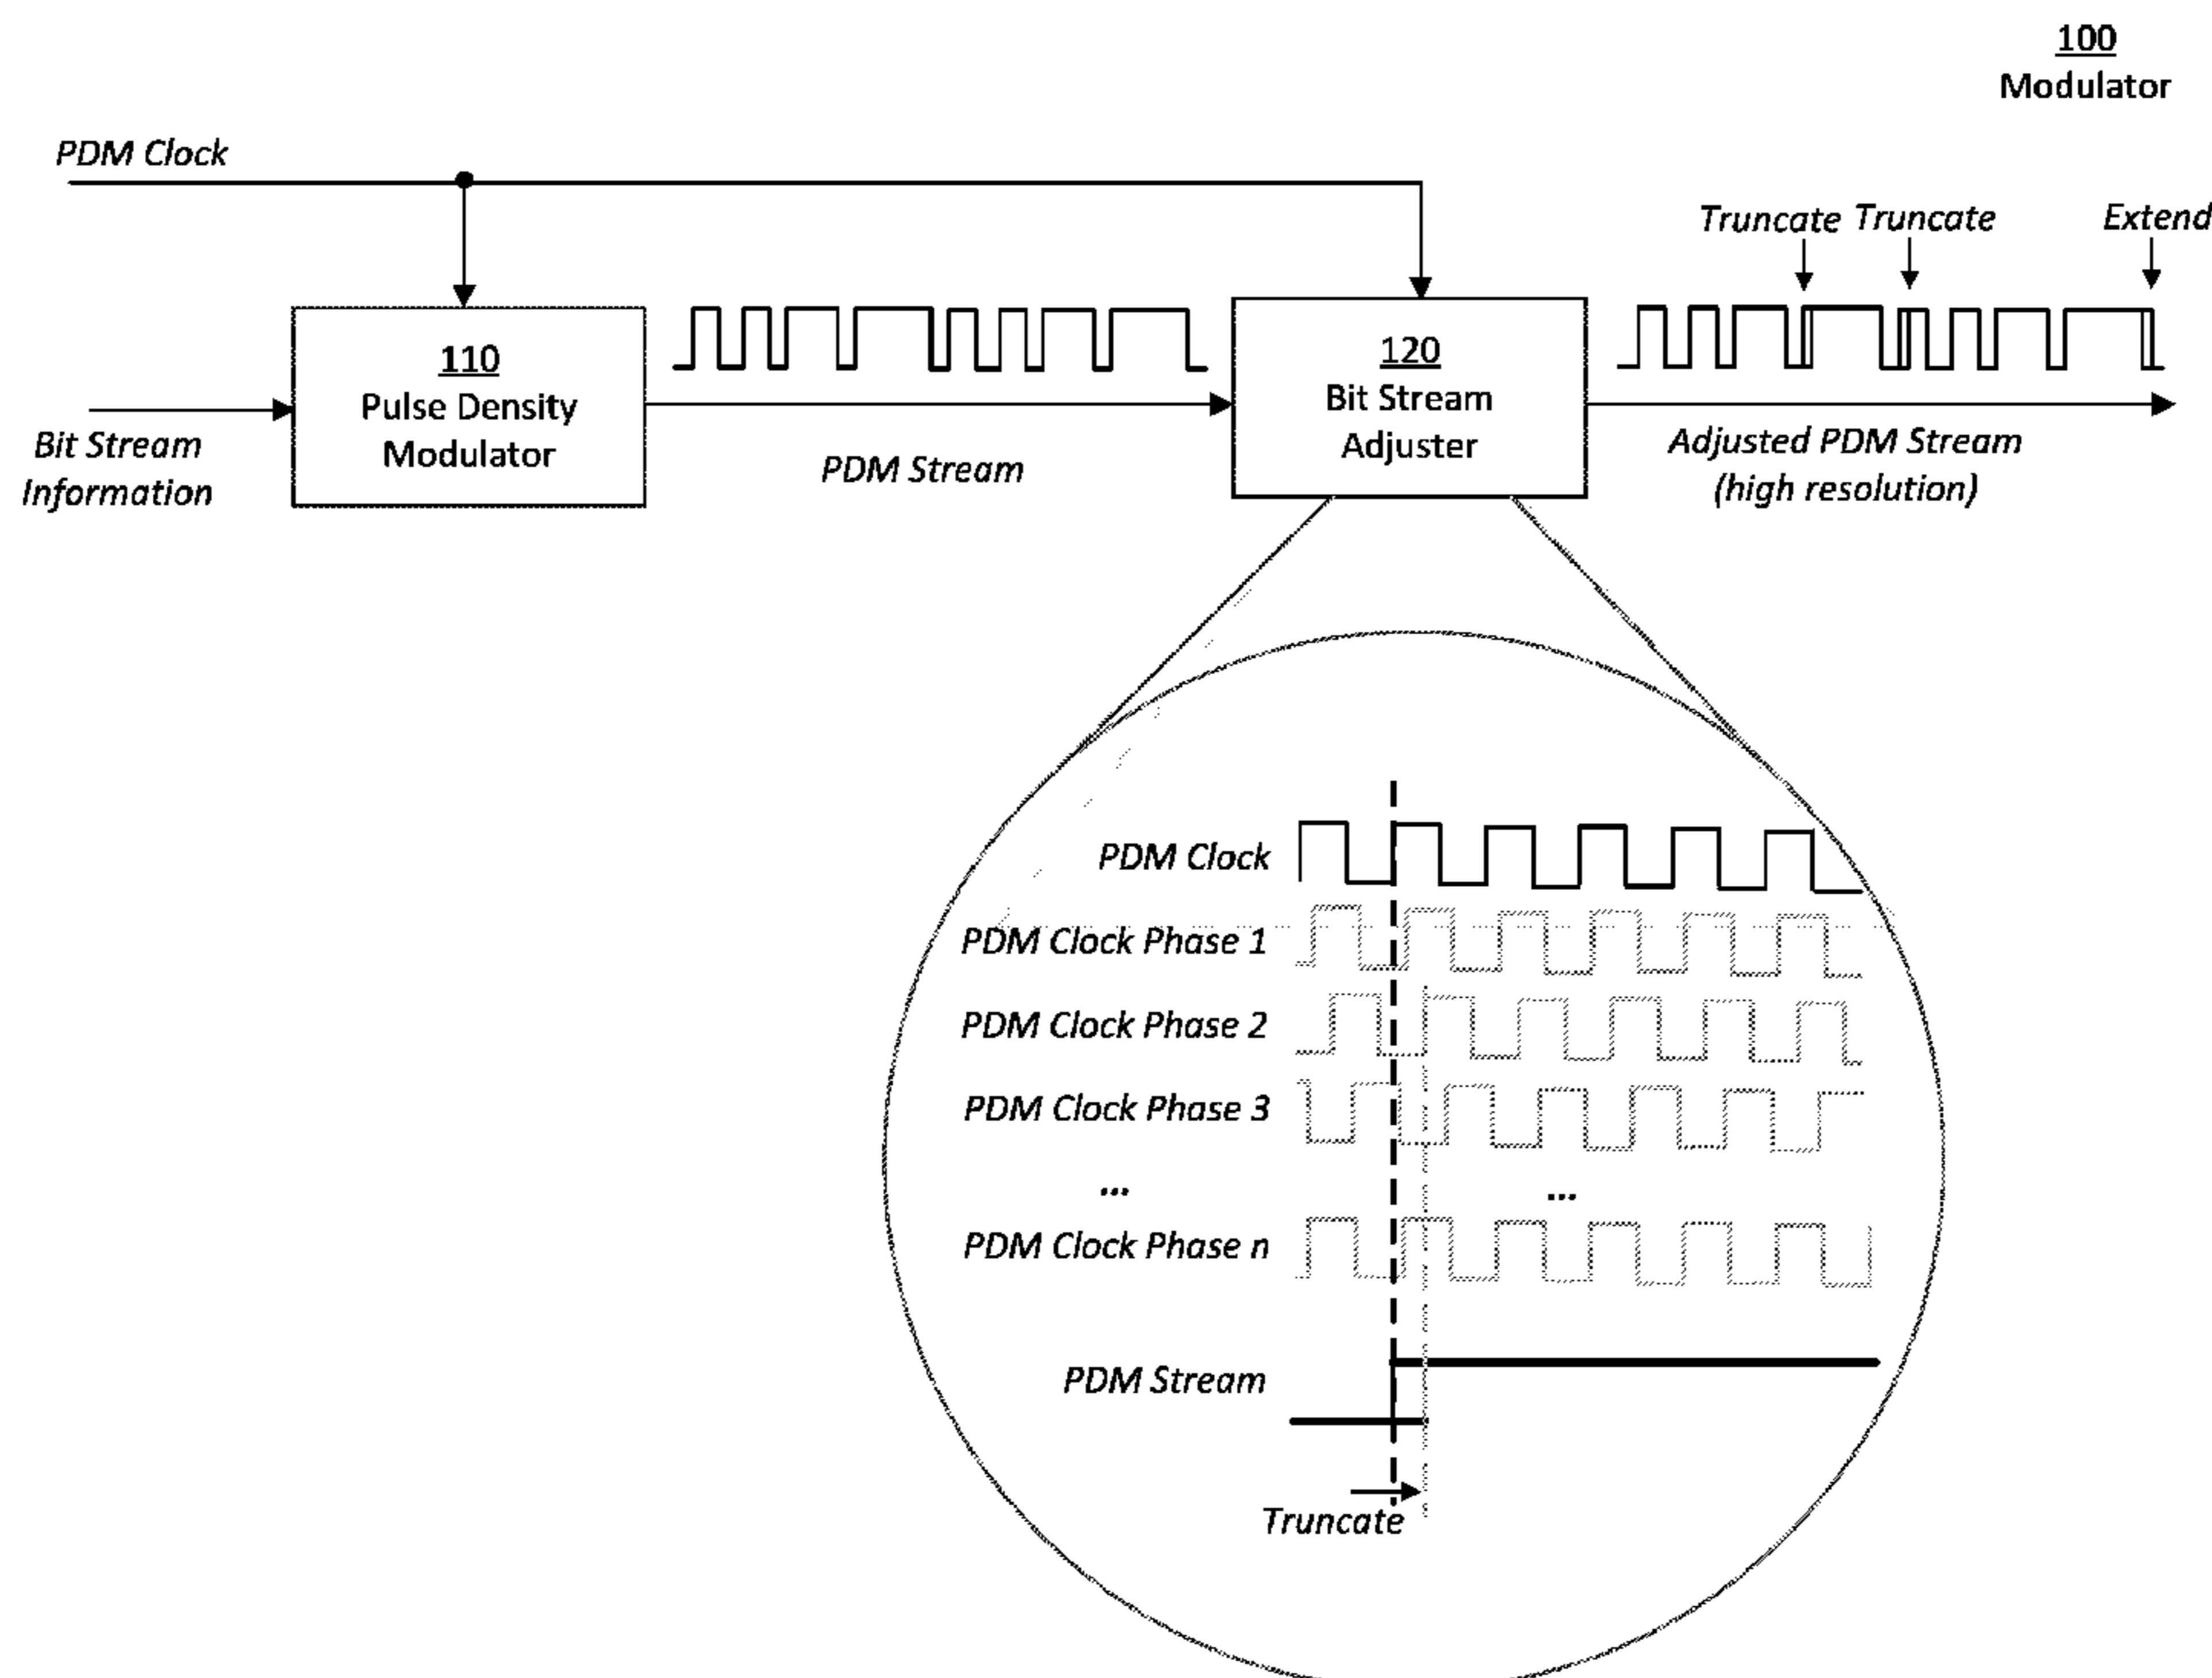 100
Modulator
PDM Clock
Truncate Truncate Extend
110
Pulse Density
Modulator
120
Bit Stream
Adjuster
Bit Stream
Information
PDM Stream
Adjusted PDM Stream
(high resolution)
PDM Clock
PDM Clock Phase 1
PDM Clock Phase 2
PDM Clock Phase 3
... ...
PDM Clock Phase n
PDM Stream
Truncate